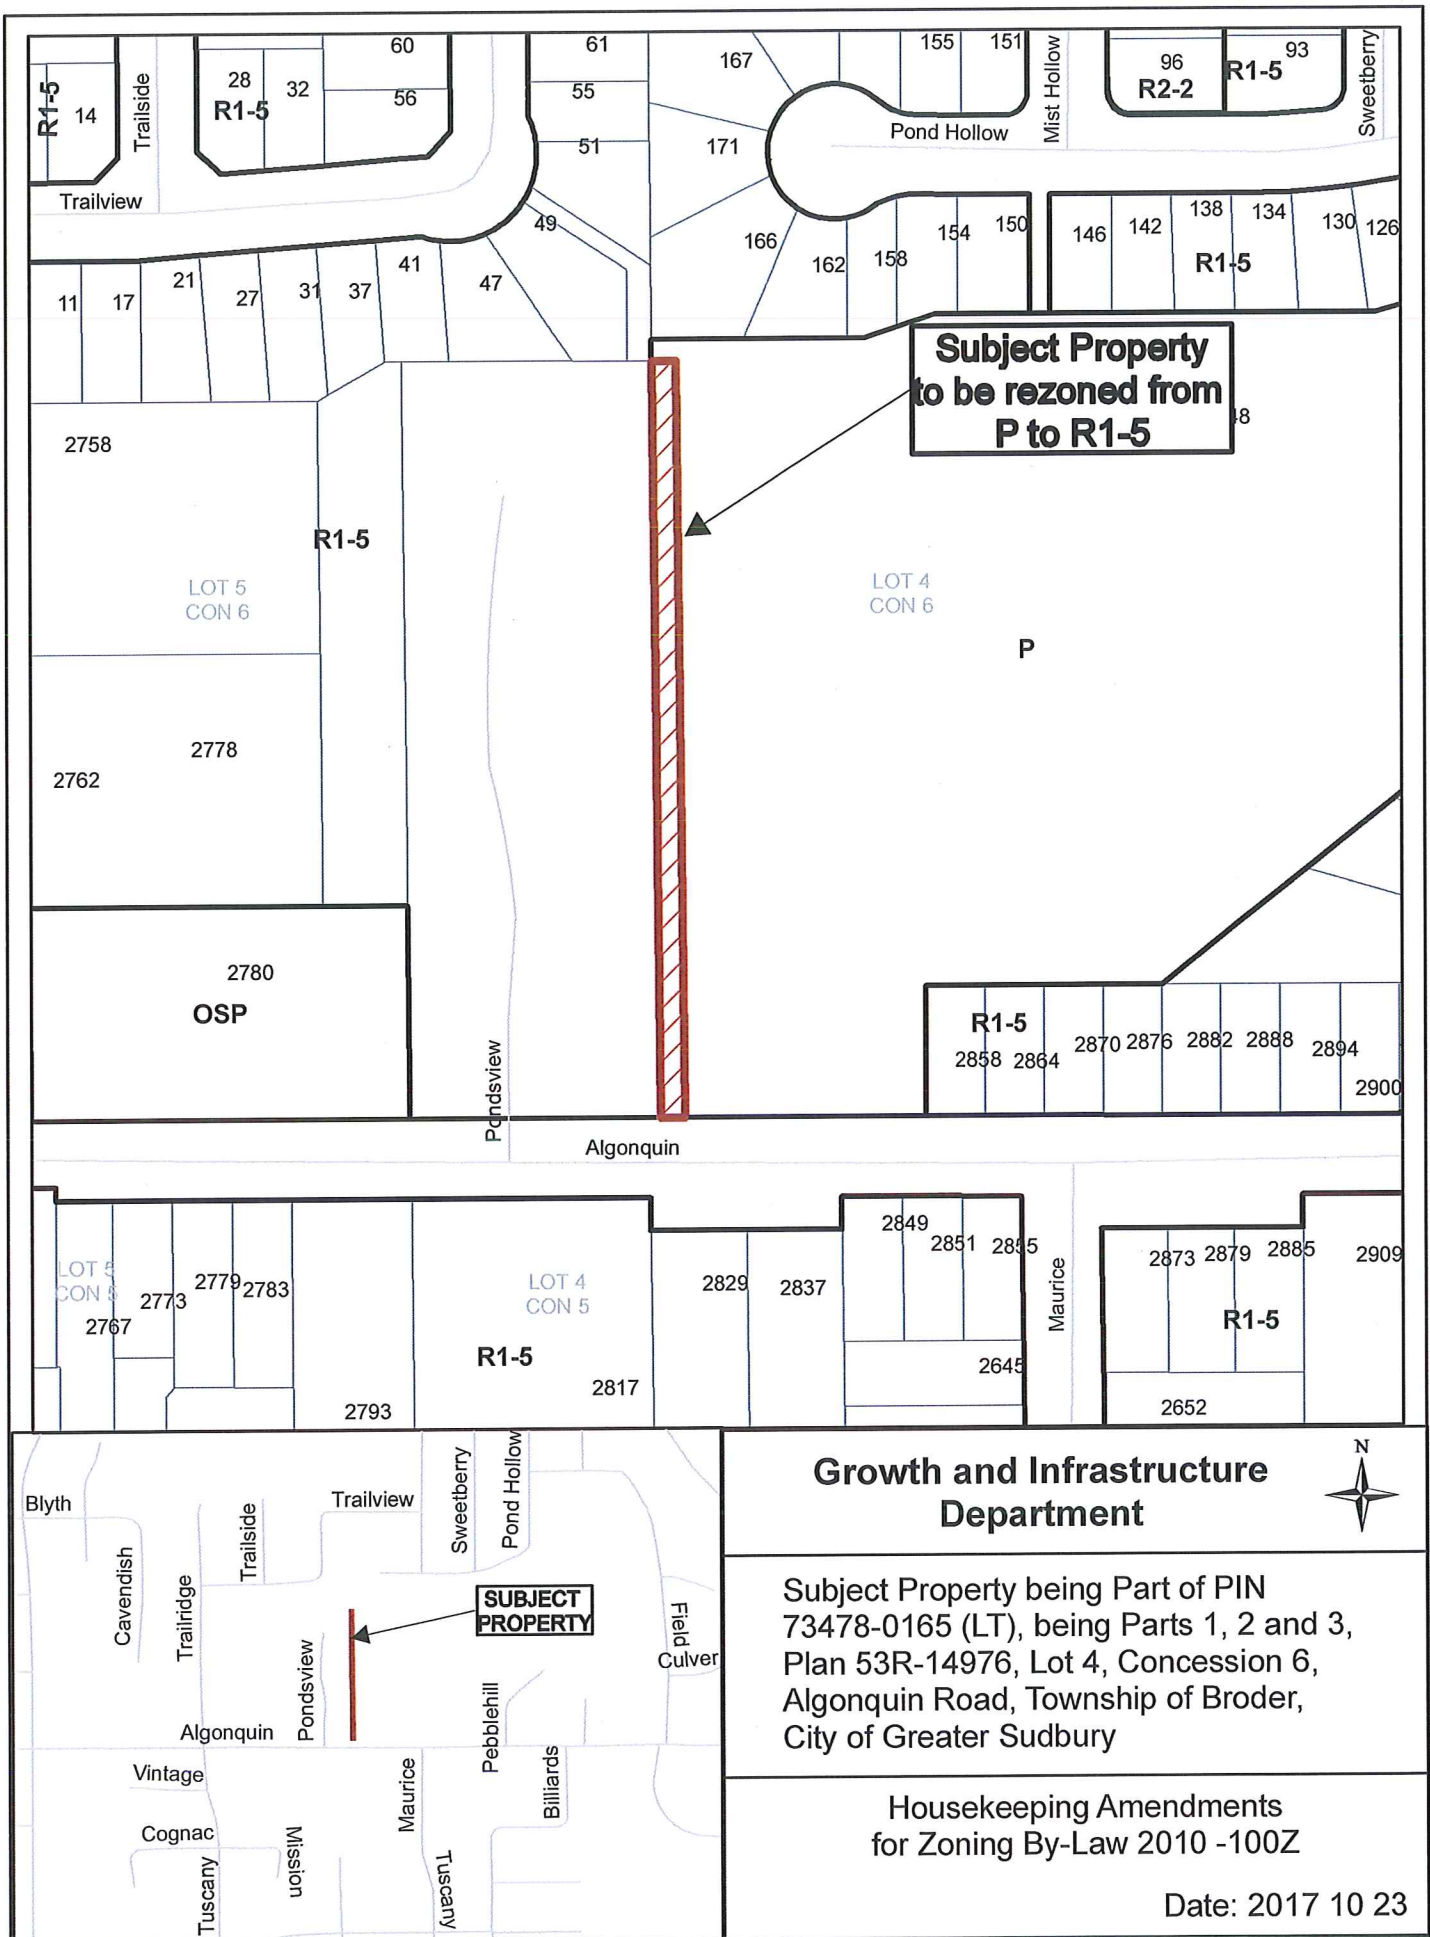 60
61
167
155
151
96
93
R2-2
R1-5
Sweetberry
R1-5
14
Trailside
28
32
R1-5
56
55
51
171
Pond Hollow
Mist Hollow
Trailview
49
166
162
158
154
150
146
142
138
134
130
126
R1-5
11
17
21
27
31
37
41
47
Subject Property
to be rezoned from
P to R1-5
2758
R1-5
LOT 5
CON 6
LOT 4
CON 6
P
2778
2762
2780
OSP
Pondsview
R1-5
2858
2864
2870
2876
2882
2888
2894
2900
Algonquin
LOT 5
CON 5
2767
2773
2779
2783
2793
LOT 4
CON 5
R1-5
2817
2829
2837
2849
2851
2855
2645
Maurice
2873
2879
2885
2909
R1-5
2652
Blyth
Cavendish
Trailridge
Trailside
Trailview
Sweetberry
Pond Hollow
SUBJECT
PROPERTY
Field
Culver
Pondsview
Pebblehill
Algonquin
Vintage
Cognac
Tuscany
Mission
Maurice
Tuscany
Billiards
Growth and Infrastructure
Department
N
Subject Property being Part of PIN
73478-0165 (LT), being Parts 1, 2 and 3,
Plan 53R-14976, Lot 4, Concession 6,
Algonquin Road, Township of Broder,
City of Greater Sudbury
Housekeeping Amendments
for Zoning By-Law 2010 -100Z
Date: 2017 10 23